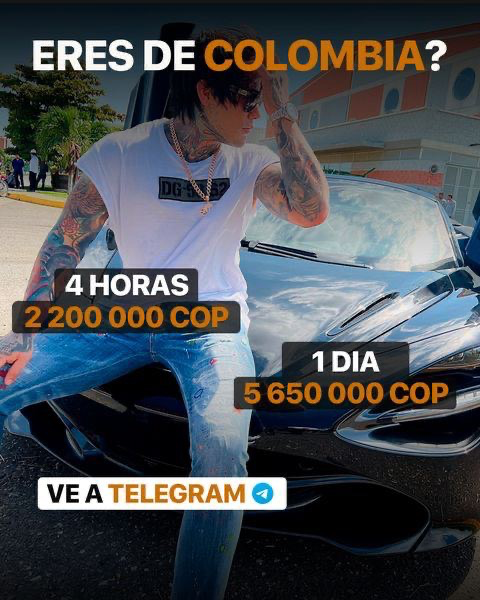 ERES DE COLOMBIA?
4 HORAS
2 200 000 COP
1 DIA
5 650 000 COP
VE A TELEGRAM